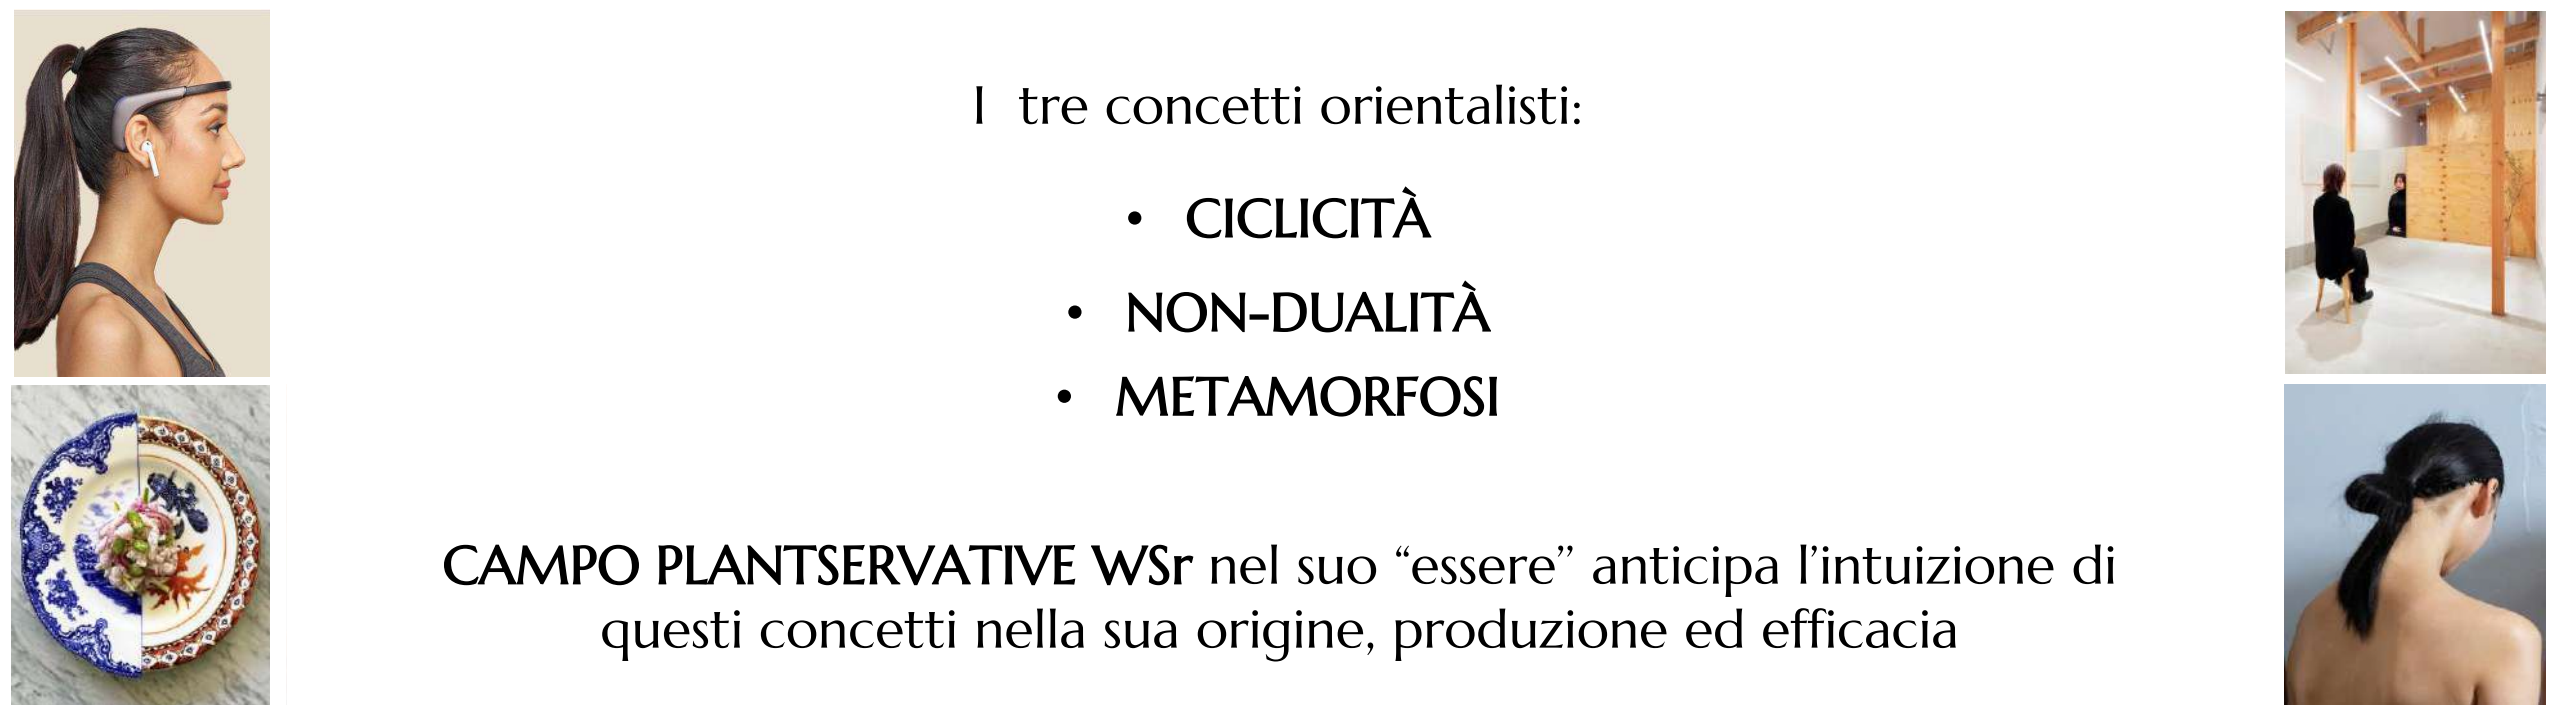 I tre concetti orientalisti:
• CICLICITÀ
• NON-DUALITÀ
• METAMORFOSI
CAMPO PLANTSERVATIVE WSr nel suo “essere” anticipa l’intuizione di
questi concetti nella sua origine, produzione ed efficacia